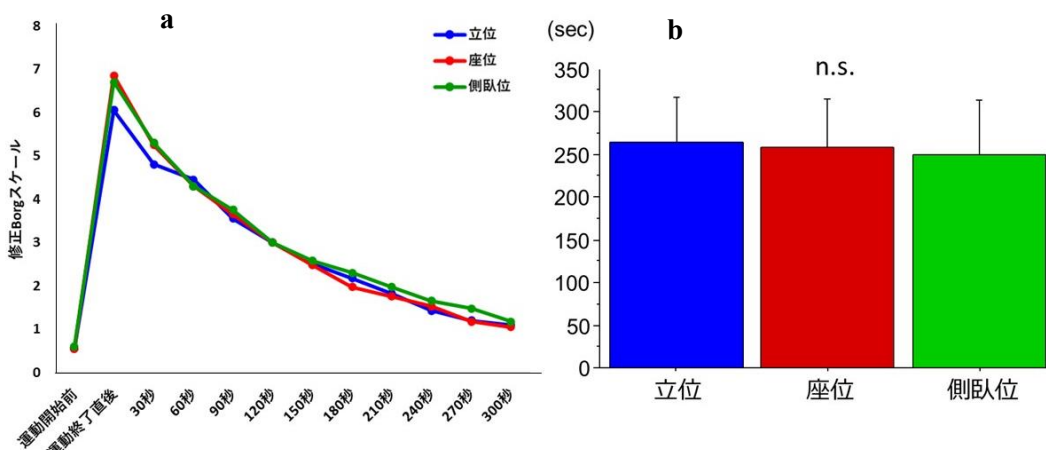 a
8
7
6
5
4
3
2
1
0
修正Borgスケール
立位
座位
側臥位
運動開始前
運動終了直後
30秒
60秒
90秒
120秒
150秒
180秒
210秒
240秒
270秒
300秒
(sec)
b
n.s.
350
300
250
200
150
100
50
0
立位
座位
側臥位